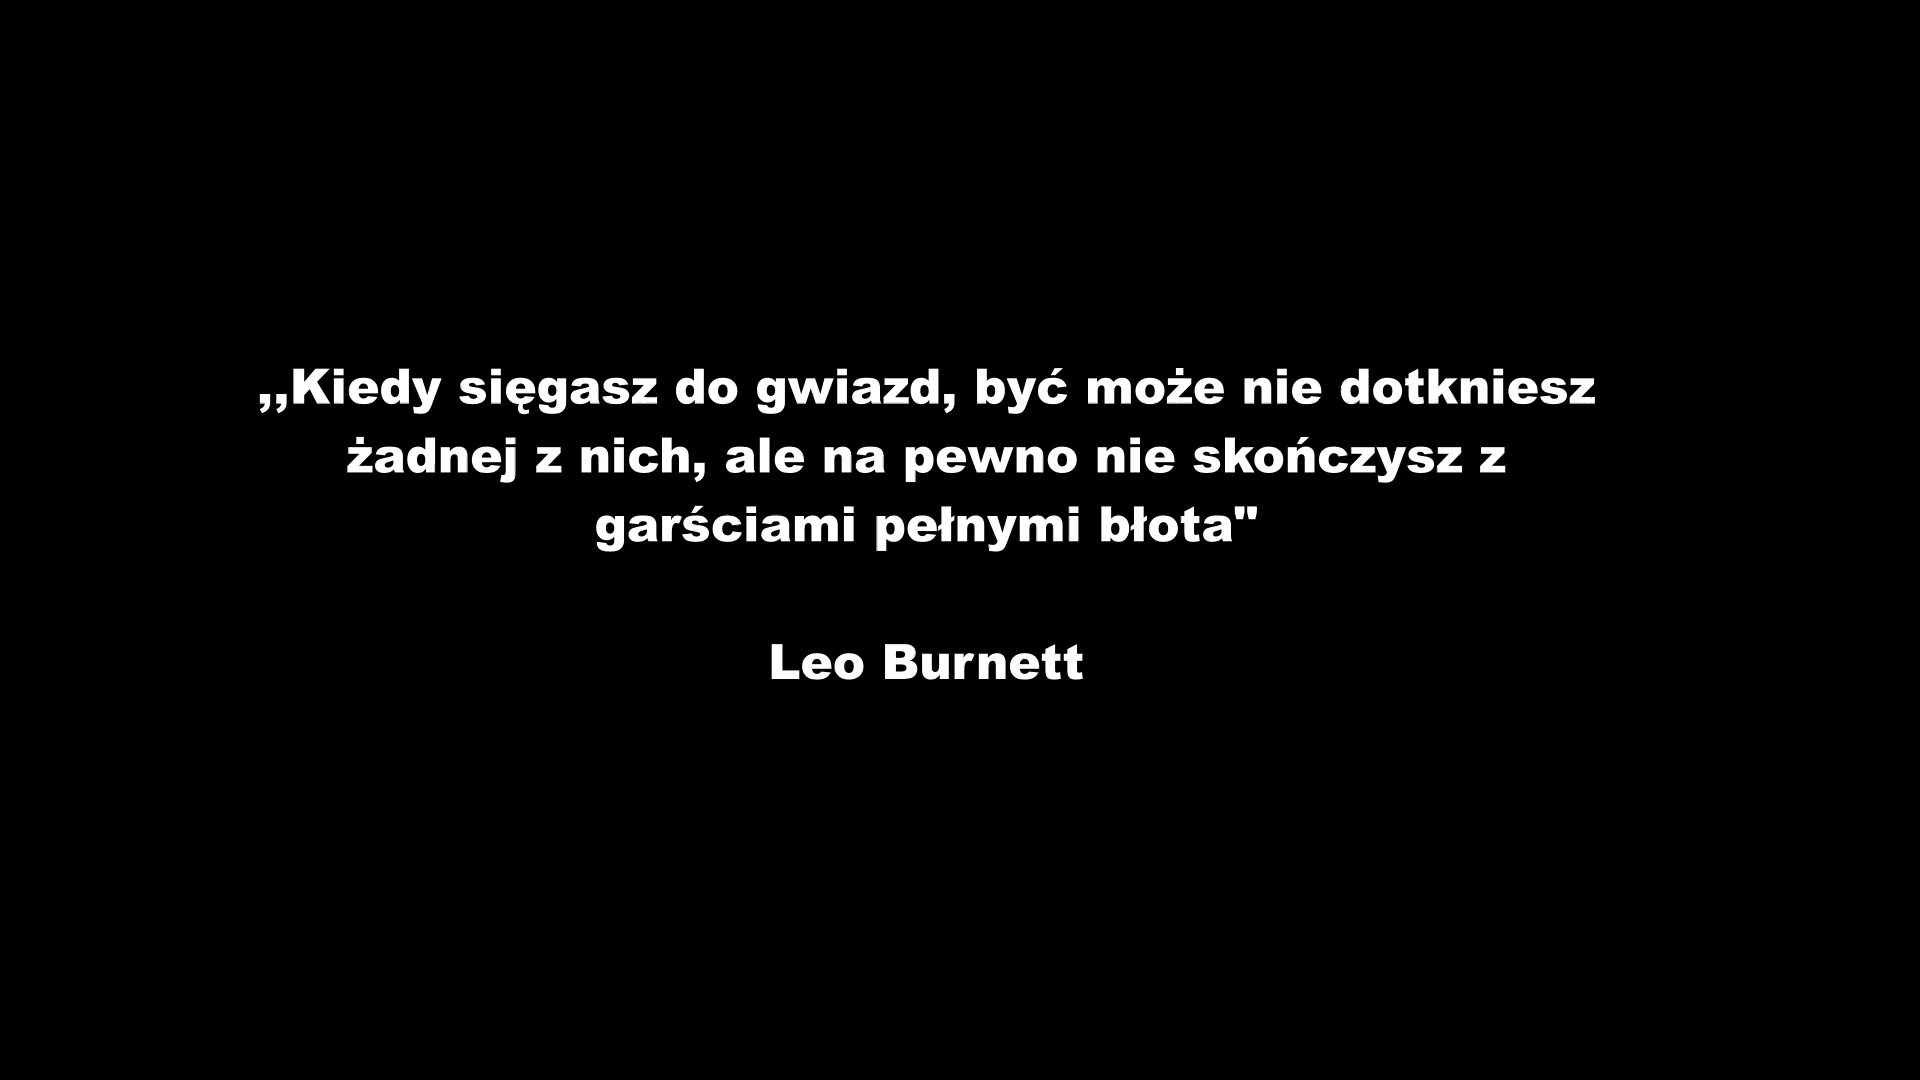 ,,Kiedy sięgasz do gwiazd, być może nie dotkniesz
żadnej z nich, ale na pewno nie skończysz z
garściami pełnymi błota"
Leo Burnett